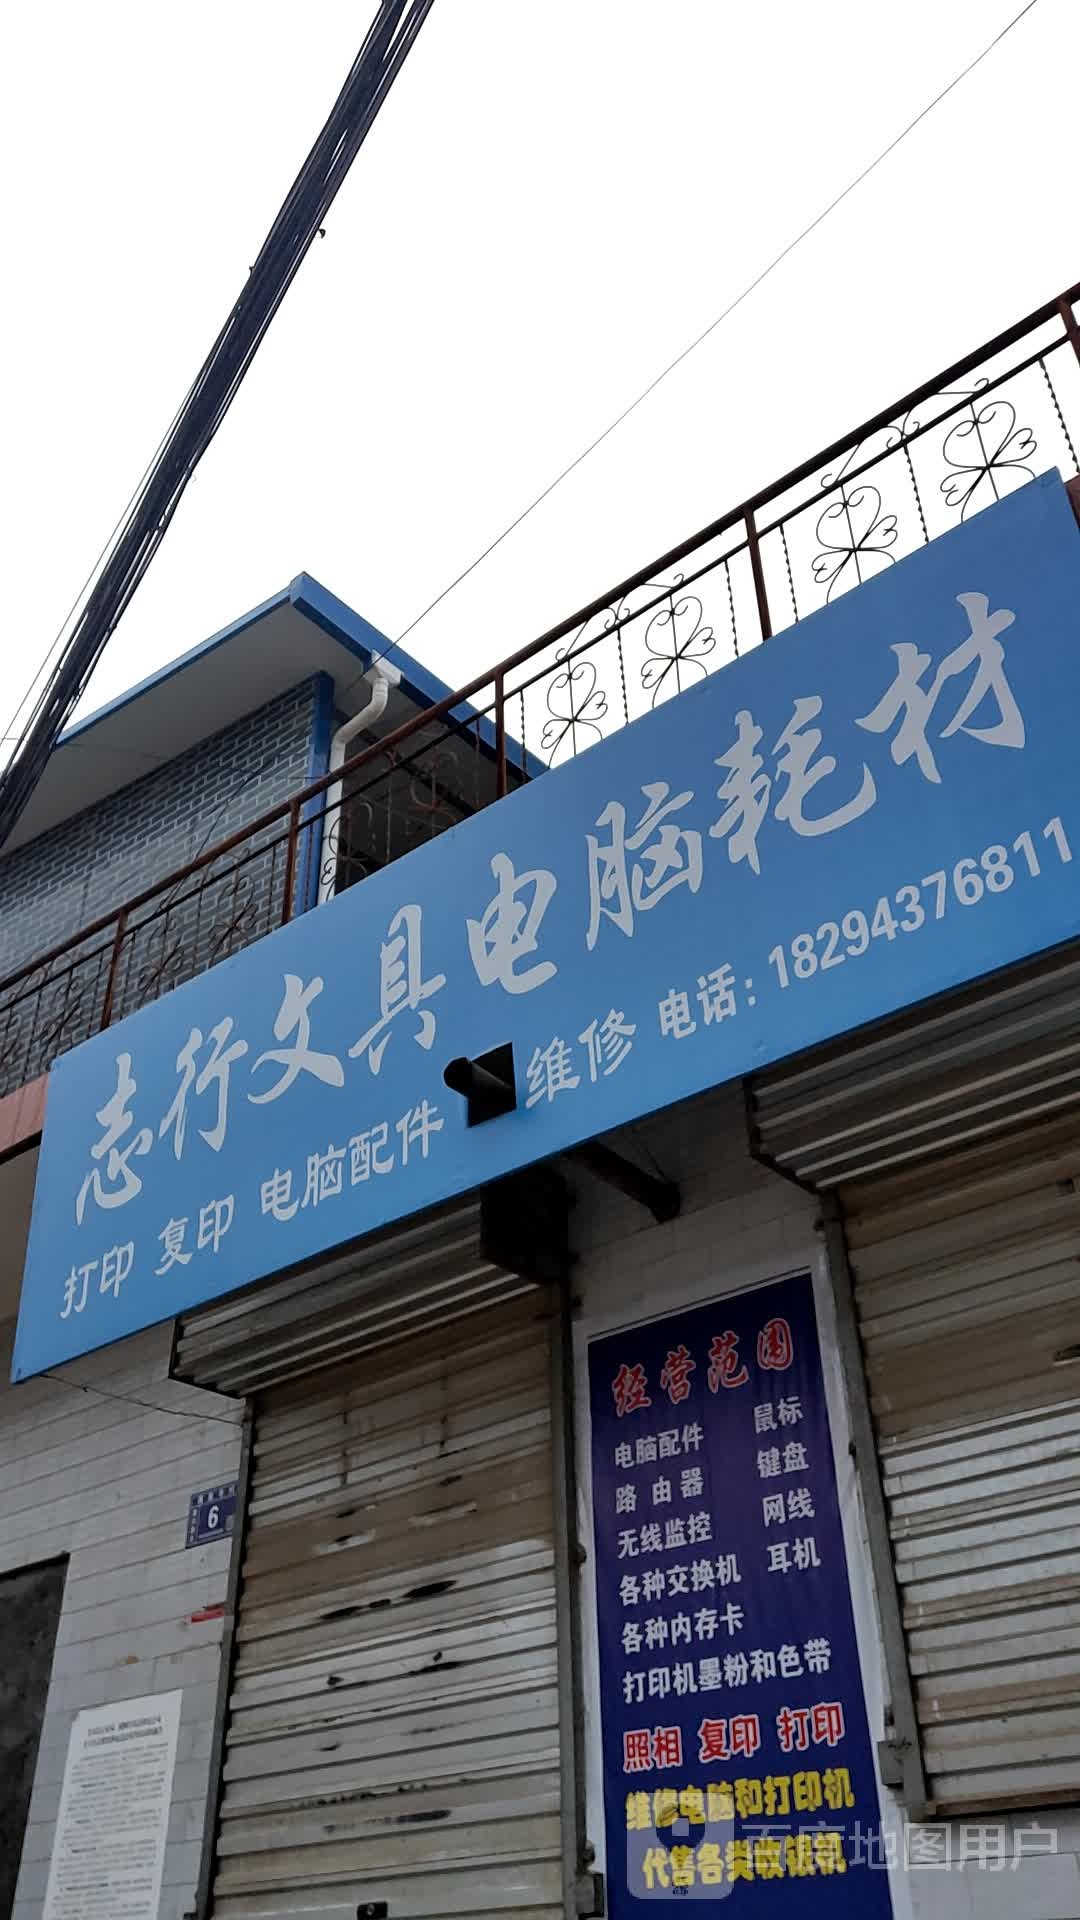 志行文具电脑耗材
打印 复印 电脑配件 维修 电话：18294376811
6
经营范围
电脑配件 鼠标
路由器 键盘
无线监控 网线
各种交换机 耳机
各种内存卡
打印机墨粉和色带
照相 复印 打印
维修电脑和打印机
代售各类收银机
百度地图用户